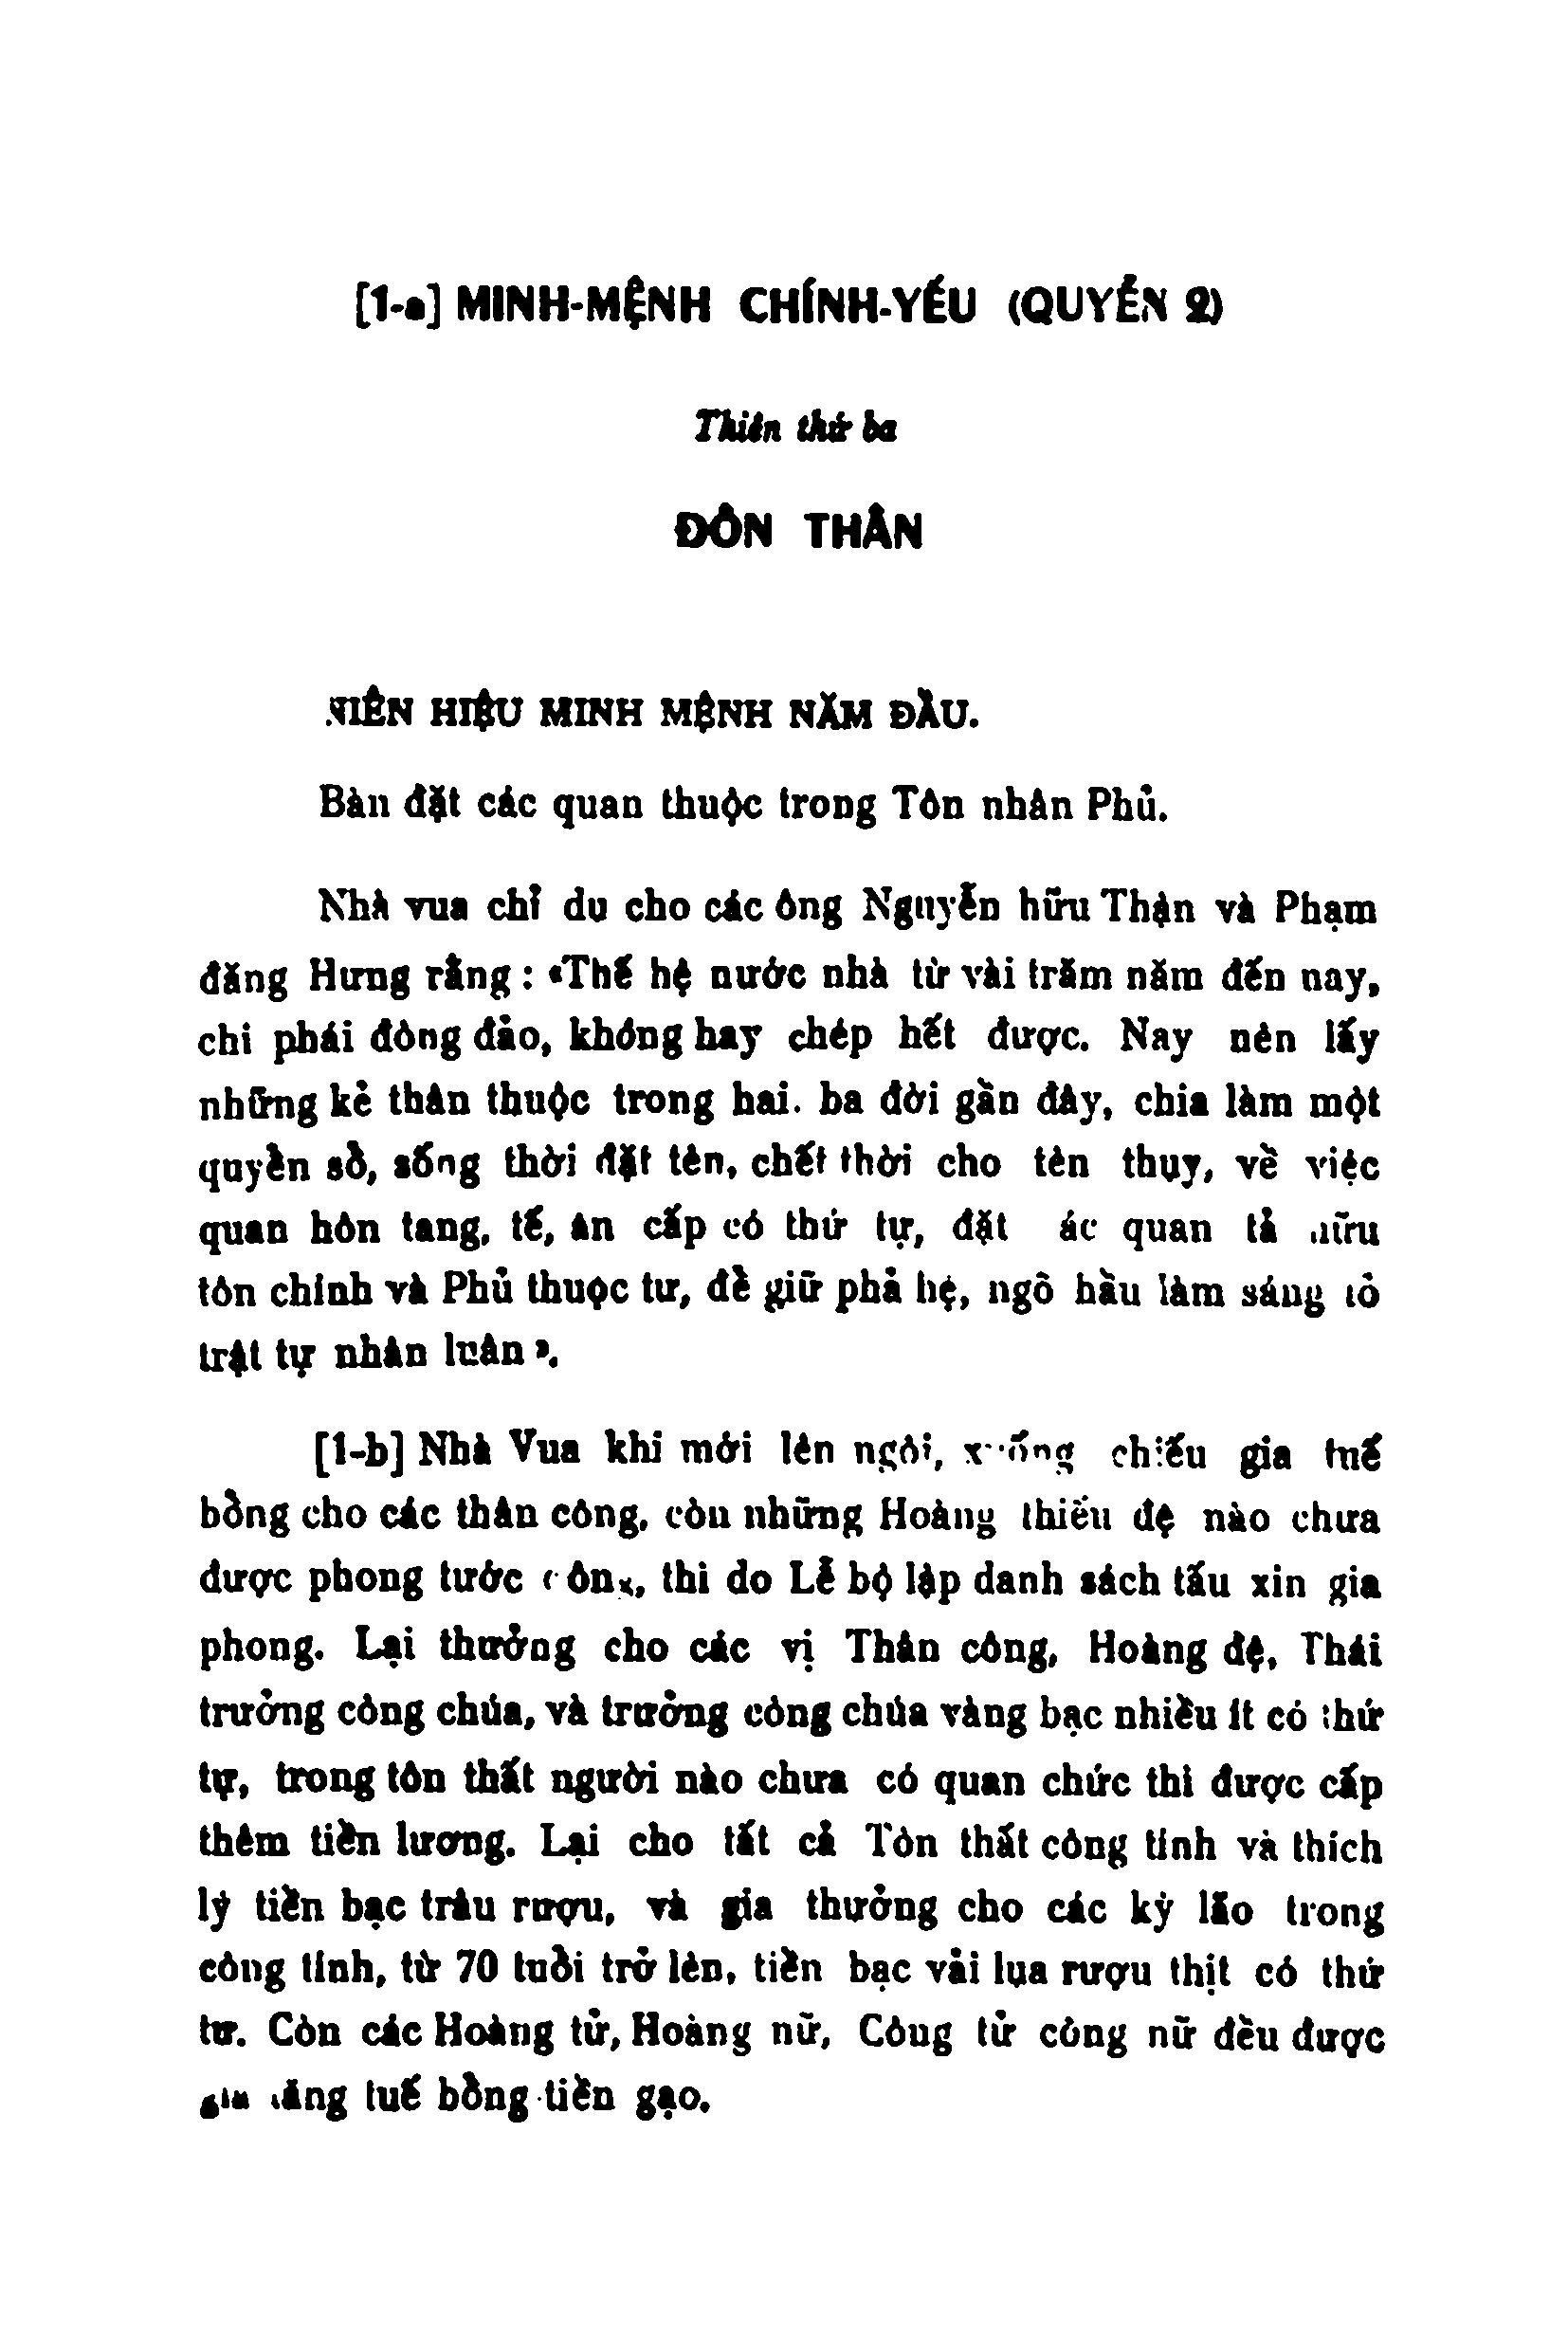 [1-a] MINH-MỆNH CHÍNH-YẾU (QUYỂN 2)
Thiên thứ ba
ĐÔN THÂN
NIÊN HIỆU MINH MỆNH NĂM ĐẦU.
Bàn đặt các quan thuộc trong Tôn nhân Phủ.
Nhà vua chỉ dụ cho các ông Nguyễn hữu Thận và Phạm
đăng Hưng rằng : «Thế hệ nước nhà từ vài trăm năm đến nay,
chi phái đông đảo, không hay chép hết được. Nay nên lấy
những kẻ thân thuộc trong hai. ba đời gần đây, chia làm một
quyển sổ, sống thời đặt tên, chết thời cho tên thụy, về việc
quan hôn tang, tế, ân cấp có thứ tự, đặt các quan tả hữu
tôn chính và Phủ thuộc tư, để giữ phả hệ, ngõ hầu làm sáng tỏ
trật tự nhân luân ».
[1-b] Nhà Vua khi mới lên ngôi, xuống chiếu gia tuế
bổng cho các thân công, còn những Hoàng thiếu đệ nào chưa
được phong tước công, thì do Lễ bộ lập danh sách tấu xin gia
phong. Lại thưởng cho các vị Thân công, Hoàng đệ, Thái
trưởng công chúa, và trưởng công chúa vàng bạc nhiều ít có thứ
tự, trong tôn thất người nào chưa có quan chức thì được cấp
thêm tiền lương. Lại cho tất cả Tôn thất công tính và thích
lý tiền bạc trâu rượu, và gia thưởng cho các kỳ lão trong
công tính, từ 70 tuổi trở lên, tiền bạc vải lụa rượu thịt có thứ
tư. Còn các Hoàng tử, Hoàng nữ, Công tử công nữ đều được
gia tăng tuế bổng tiền gạo.